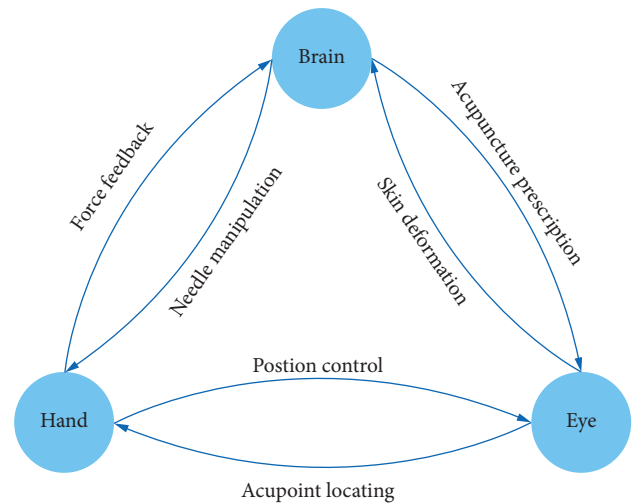 Brain
Force feedback
Needle manipulation
Skin deformation
Acupuncture prescription
Postion control
Hand
Eye
Acupoint locating